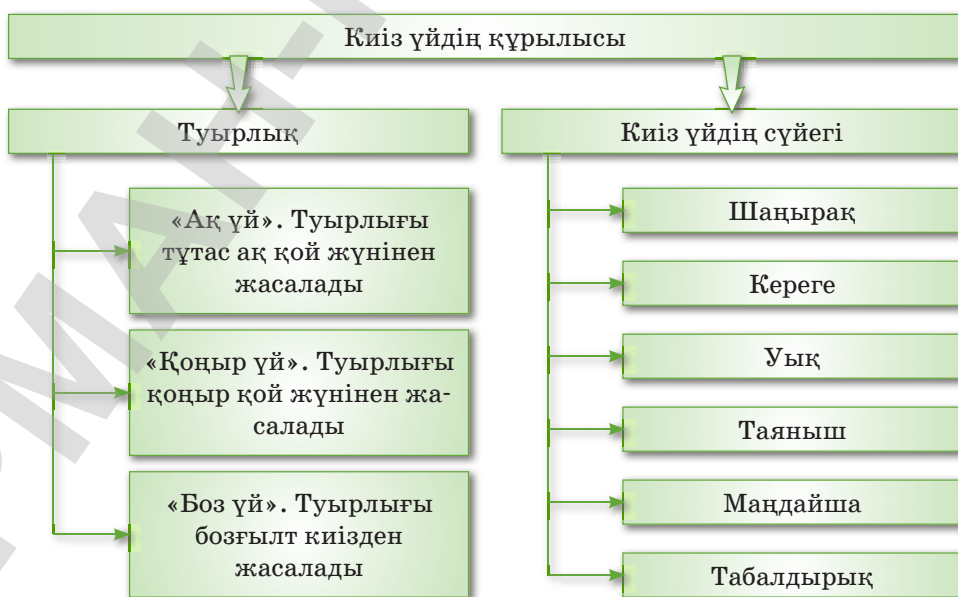 Киіз үйдің құрылысы
Туырлық
Киіз үйдің сүйегі
«Ақ үй». Туырлығы
тұтас ақ қой жүнінен
жасалады
«Қоңыр үй». Туырлығы
қоңыр қой жүнінен жа-
салады
«Боз үй». Туырлығы
бозғылт киізден
жасалады
Шаңырақ
Кереге
Уық
Таяныш
Маңдайша
Табалдырық